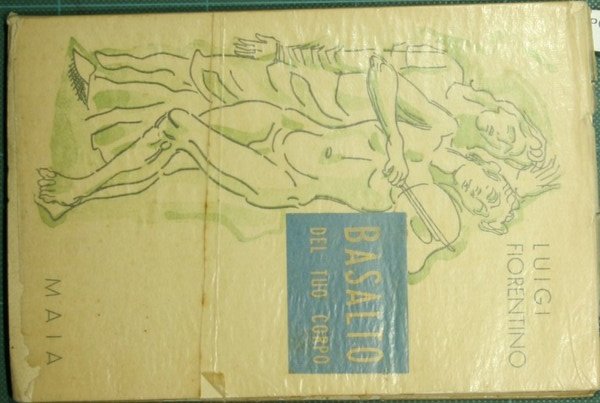 LUIGI
FIORENTINO
BASALTO
DEL TUO CORPO
MAIA